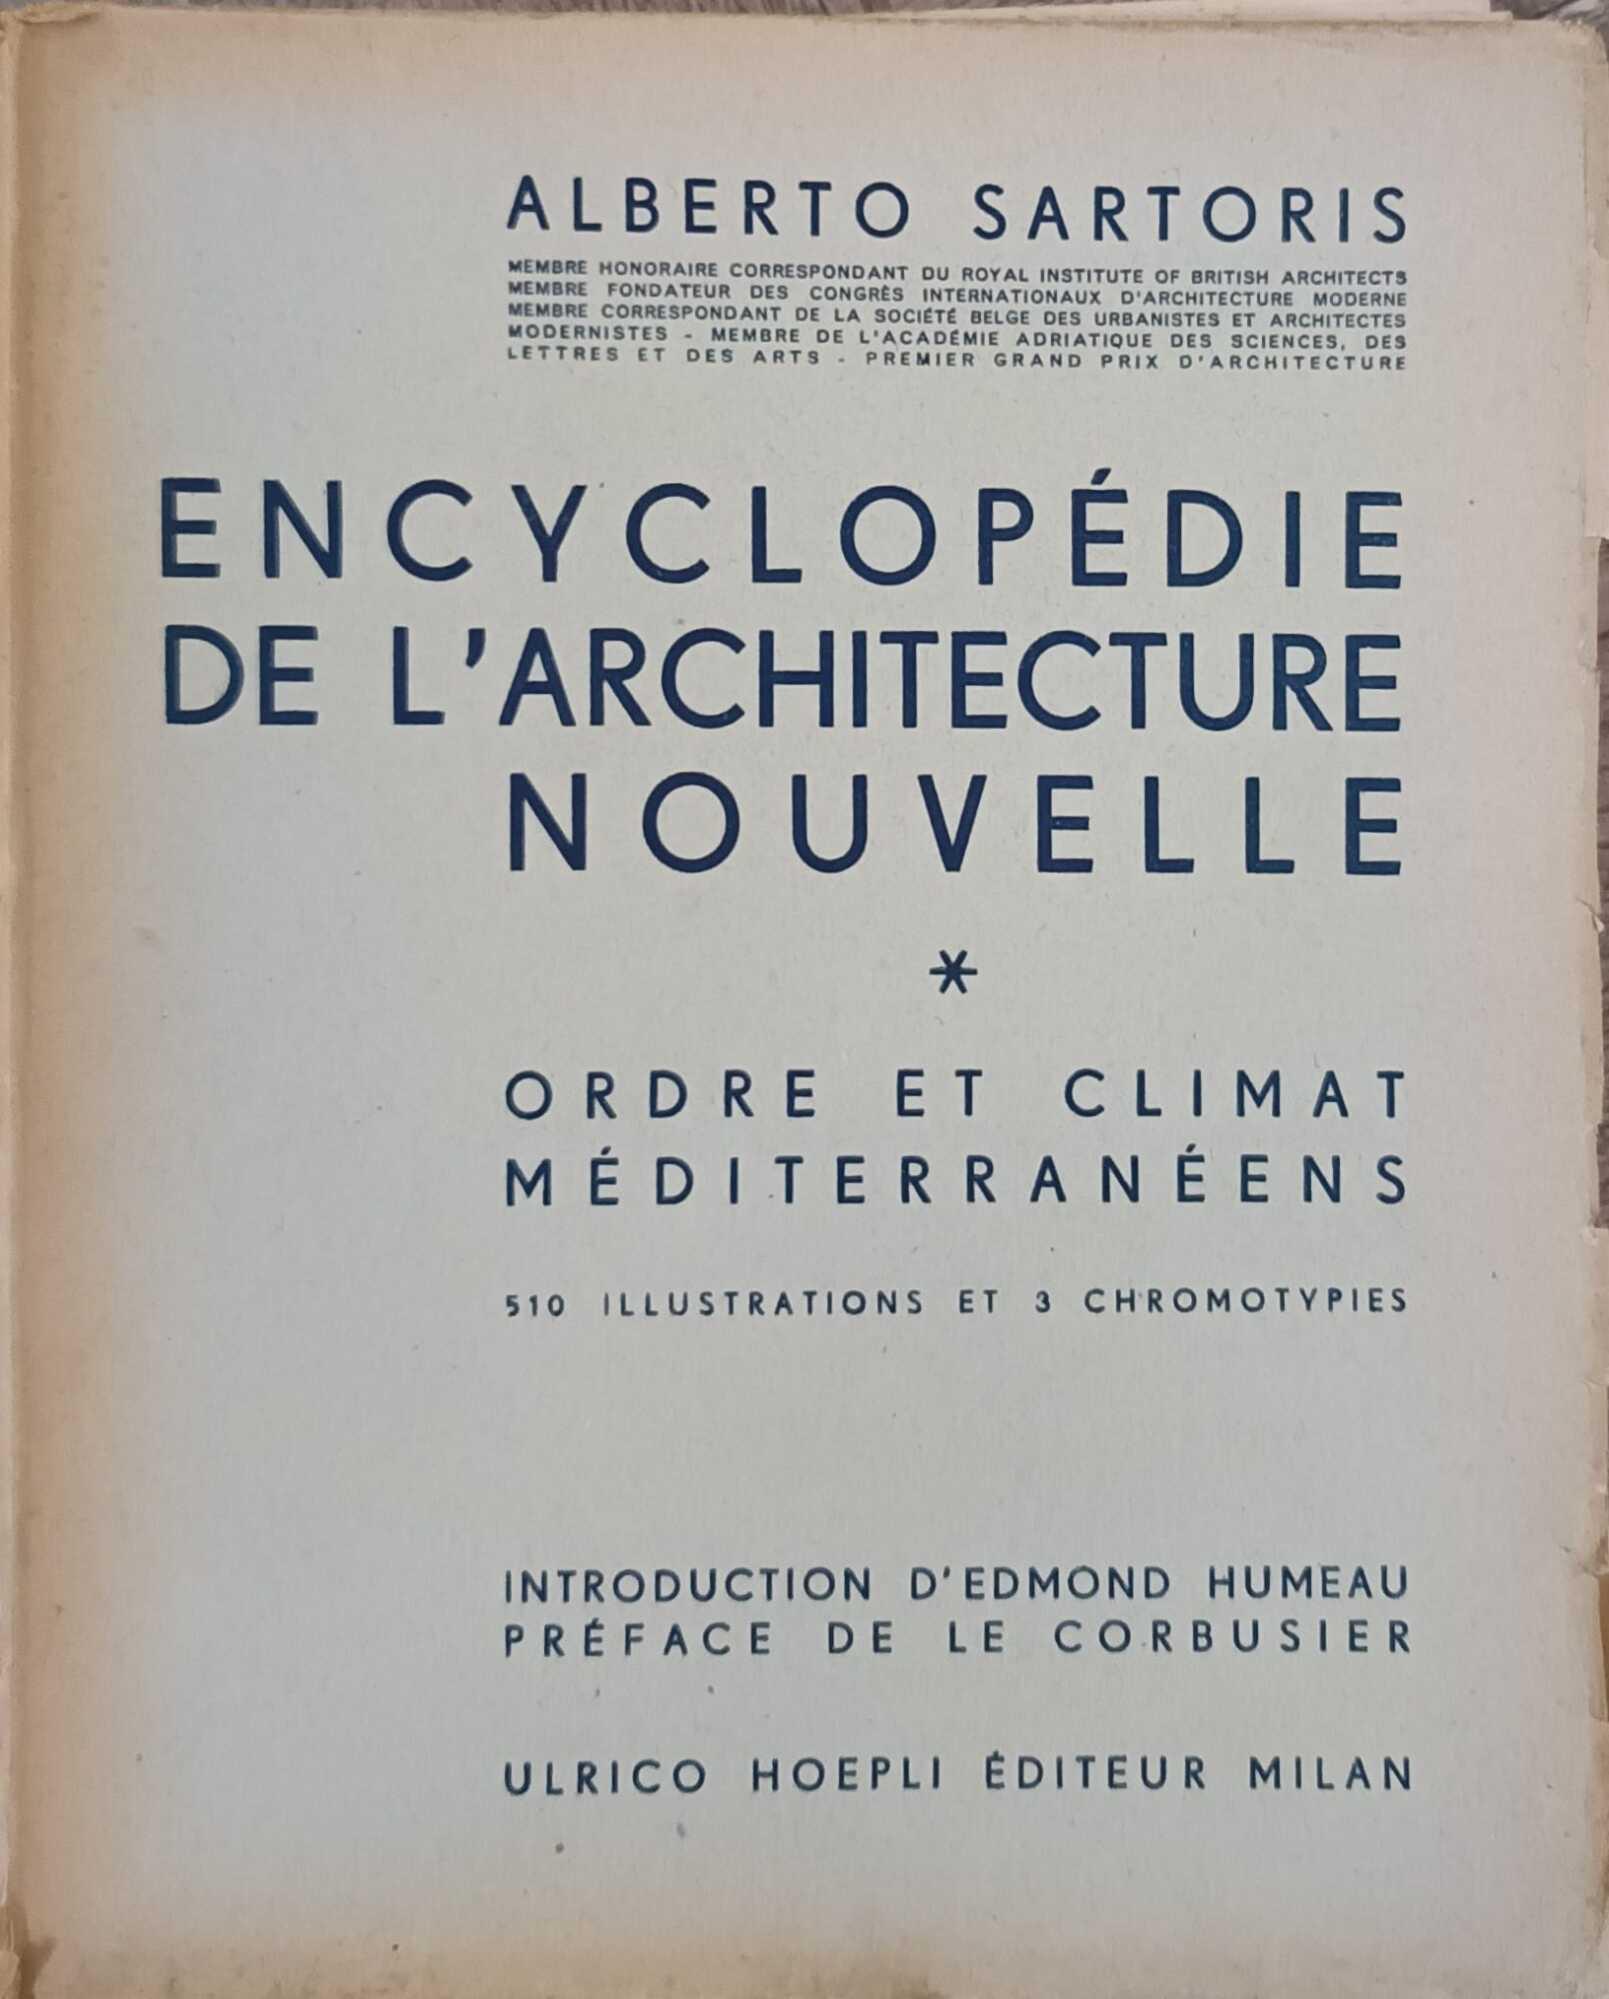 ALBERTO SARTORIS
MEMBRE HONORAIRE CORRESPONDANT DU ROYAL INSTITUTE OF BRITISH ARCHITECTS
MEMBRE FONDATEUR DES CONGRÈS INTERNATIONAUX D'ARCHITECTURE MODERNE
MEMBRE CORRESPONDANT DE LA SOCIÉTÉ BELGE DES URBANISTES ET ARCHITECTES
MODERNISTES - MEMBRE DE L'ACADÉMIE ADRIATIQUE DES SCIENCES, DES
LETTRES ET DES ARTS - PREMIER GRAND PRIX D'ARCHITECTURE
ENCYCLOPÉDIE
DE L'ARCHITECTURE
NOUVELLE
*
ORDRE ET CLIMAT
MÉDITERRANÉENS
510 ILLUSTRATIONS ET 3 CHROMOTYPIES
INTRODUCTION D'EDMOND HUMEAU
PRÉFACE DE LE CORBUSIER
ULRICO HOEPLI ÉDITEUR MILAN